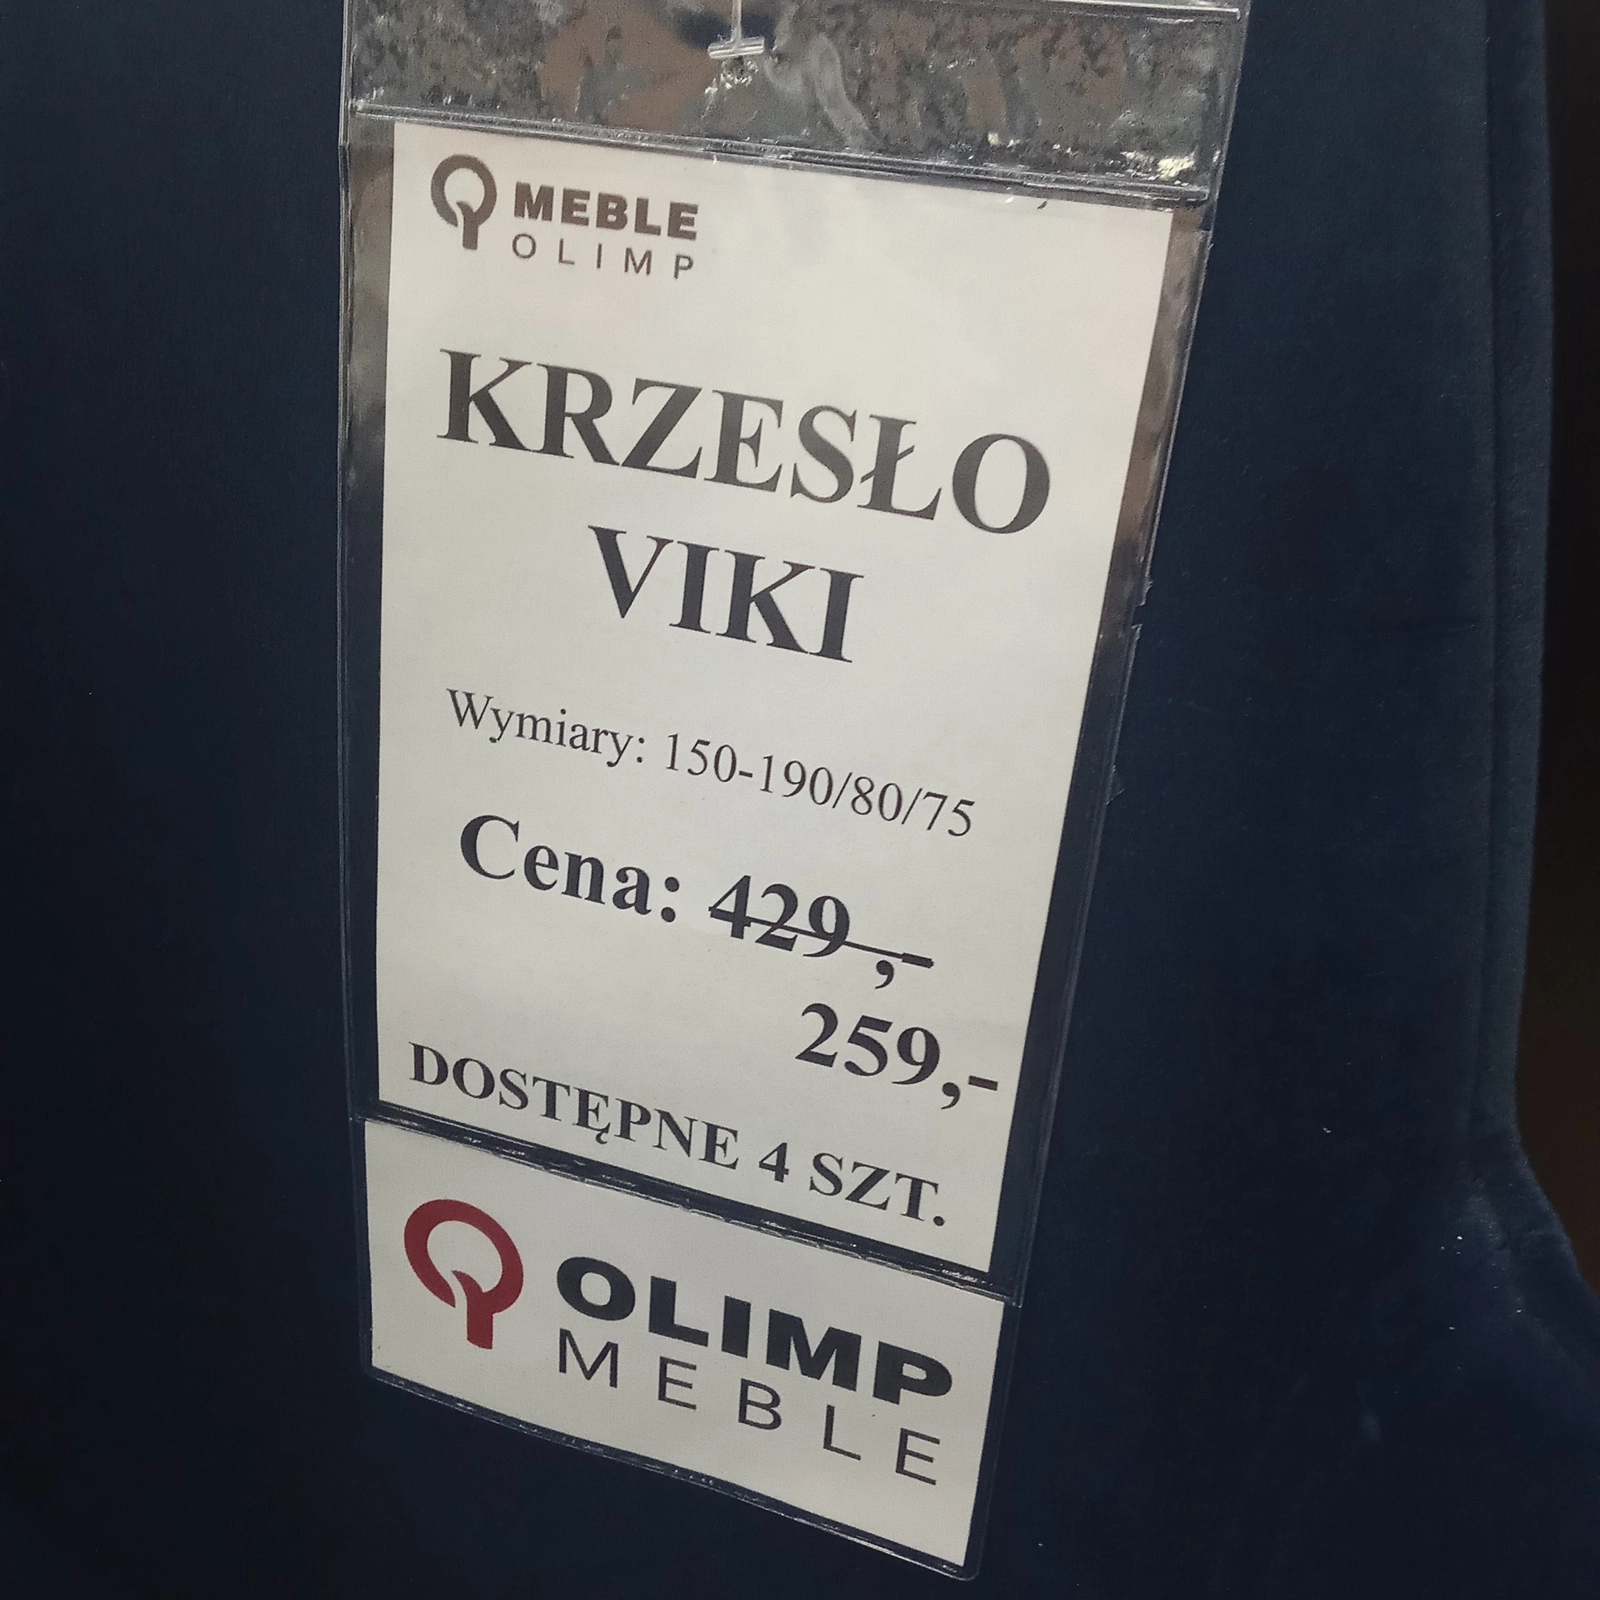 MEBLE
OLIMP
KRZESŁO
VIKI
Wymiary: 150-190/80/75
Cena: 429,-
259,-
DOSTĘPNE 4 SZT.
OLIMP
MEBLE